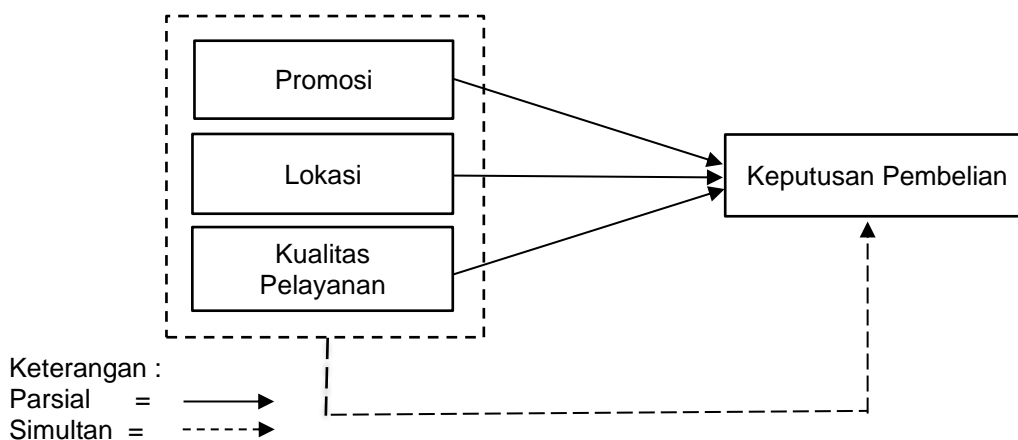 Promosi
Lokasi
Keputusan Pembelian
Kualitas
Pelayanan
Keterangan :
Parsial =
Simultan =